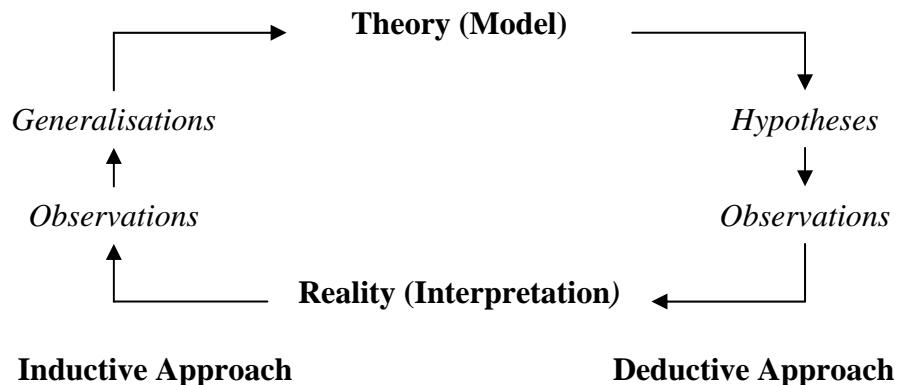 Theory (Model)
Generalisations Hypotheses
Observations Observations
Reality (Interpretation)
Inductive Approach Deductive Approach